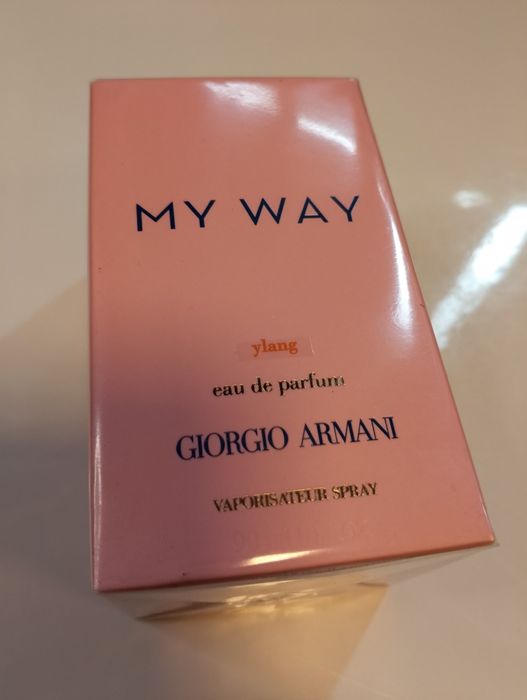 MY WAY
ylang
eau de parfum
GIORGIO ARMANI
VAPORISATEUR SPRAY